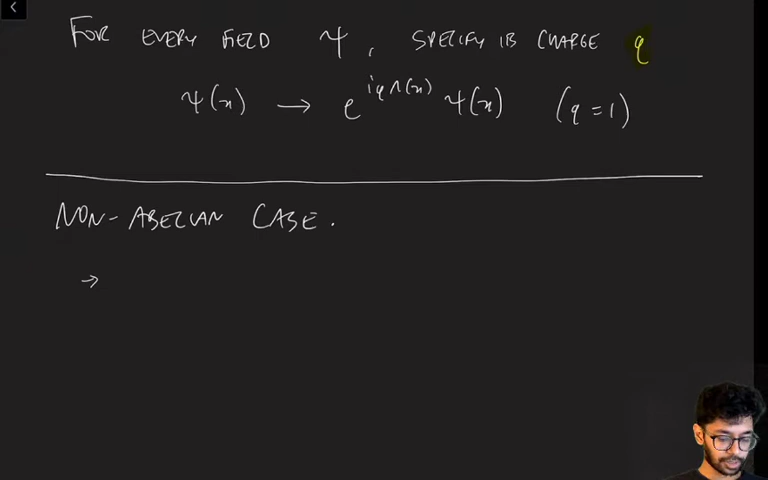 FOR EVERY FIELD ψ, SPECIFY ITS CHARGE q
ψ(x) → e^{iqΛ(x)} ψ(x) (q = 1)
NON-ABELIAN CASE.
→